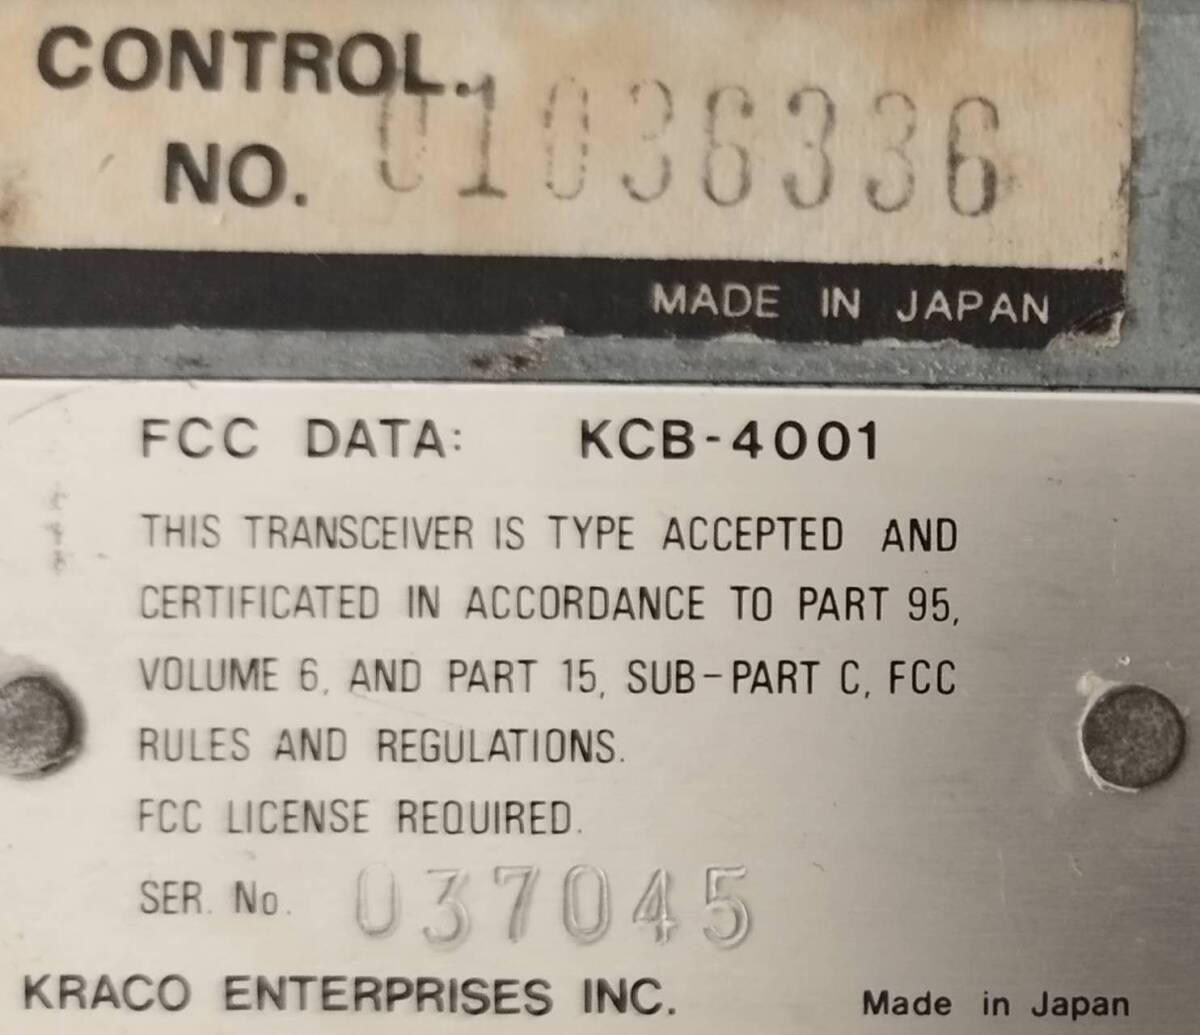 CONTROL.
NO. 01036336
MADE IN JAPAN
FCC DATA: KCB-4001
THIS TRANSCEIVER IS TYPE ACCEPTED AND
CERTIFICATED IN ACCORDANCE TO PART 95,
VOLUME 6, AND PART 15, SUB-PART C, FCC
RULES AND REGULATIONS.
FCC LICENSE REQUIRED.
SER. No. 037045
KRACO ENTERPRISES INC. Made in Japan